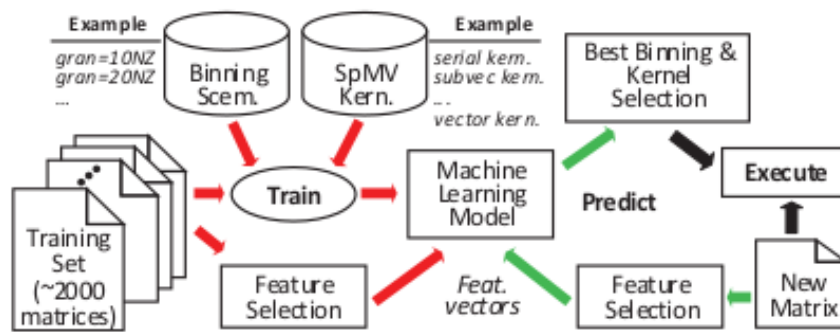 Example
gran=10NZ
gran=20NZ
...
Binning
Scem.
SpMV
Kern.
Example
serial kern.
subvec kern.
...
vector kern.
Best Binning &
Kernel
Selection
Training
Set
(~2000
matrices)
Train
Machine
Learning
Model
Predict
Execute
Feature
Selection
Feat.
vectors
Feature
Selection
New
Matrix